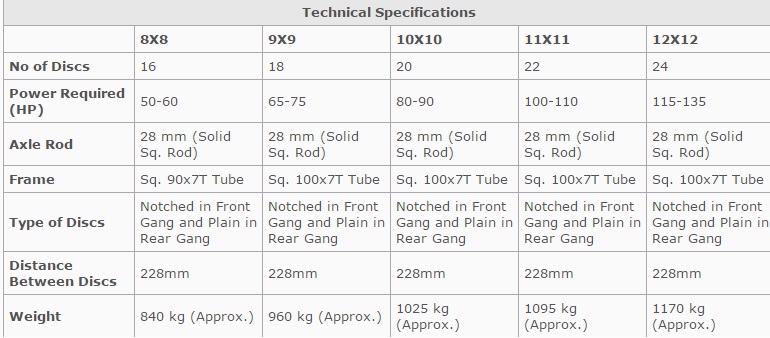 Technical Specifications
8X8 9X9 10X10 11X11 12X12
No of Discs 16 18 20 22 24
Power Required (HP) 50-60 65-75 80-90 100-110 115-135
Axle Rod 28 mm (Solid Sq. Rod) 28 mm (Solid Sq. Rod) 28 mm (Solid Sq. Rod) 28 mm (Solid Sq. Rod) 28 mm (Solid Sq. Rod)
Frame Sq. 90x7T Tube Sq. 100x7T Tube Sq. 100x7T Tube Sq. 100x7T Tube Sq. 100x7T Tube
Type of Discs Notched in Front Gang and Plain in Rear Gang Notched in Front Gang and Plain in Rear Gang Notched in Front Gang and Plain in Rear Gang Notched in Front Gang and Plain in Rear Gang Notched in Front Gang and Plain in Rear Gang
Distance Between Discs 228mm 228mm 228mm 228mm 228mm
Weight 840 kg (Approx.) 960 kg (Approx.) 1025 kg (Approx.) 1095 kg (Approx.) 1170 kg (Approx.)